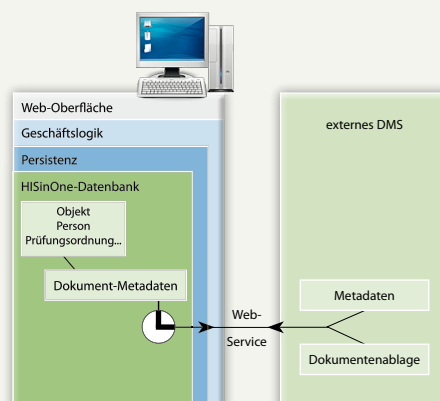 Web-Oberfläche
Geschäftslogik
Persistenz
HISinOne-Datenbank
Objekt
Person
Prüfungsordnung...
Dokument-Metadaten
Web-
Service
externes DMS
Metadaten
Dokumentenablage